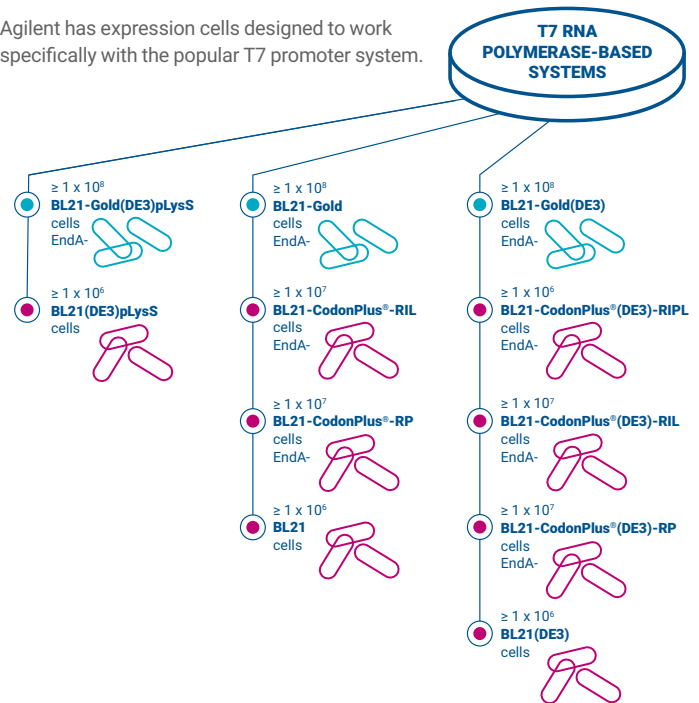 Agilent has expression cells designed to work
specifically with the popular T7 promoter system.
T7 RNA
POLYMERASE-BASED
SYSTEMS
≥ 1 x 10⁸
BL21-Gold(DE3)pLysS
cells
EndA-
≥ 1 x 10⁶
BL21(DE3)pLysS
cells
≥ 1 x 10⁸
BL21-Gold
cells
EndA-
≥ 1 x 10⁷
BL21-CodonPlus®-RIL
cells
EndA-
≥ 1 x 10⁷
BL21-CodonPlus®-RP
cells
EndA-
≥ 1 x 10⁶
BL21
cells
≥ 1 x 10⁸
BL21-Gold(DE3)
cells
EndA-
≥ 1 x 10⁶
BL21-CodonPlus®(DE3)-RIPL
cells
EndA-
≥ 1 x 10⁷
BL21-CodonPlus®(DE3)-RIL
cells
EndA-
≥ 1 x 10⁷
BL21-CodonPlus®(DE3)-RP
cells
EndA-
≥ 1 x 10⁶
BL21(DE3)
cells